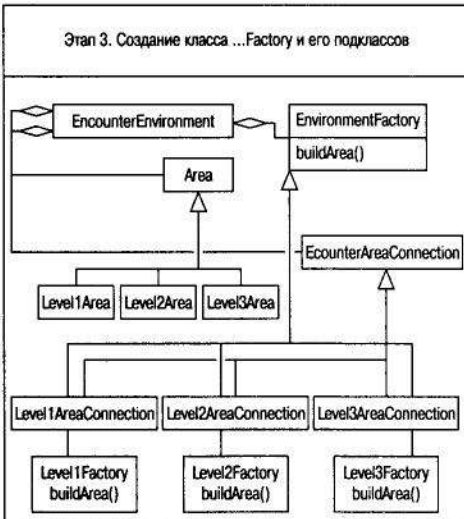 Этап 3. Создание класса ...Factory и его подклассов
EncounterEnvironment
EnvironmentFactory
buildArea()
Area
EcounterAreaConnection
Level1Area
Level2Area
Level3Area
Level1AreaConnection
Level2AreaConnection
Level3AreaConnection
Level1Factory
buildArea()
Level2Factory
buildArea()
Level3Factory
buildArea()